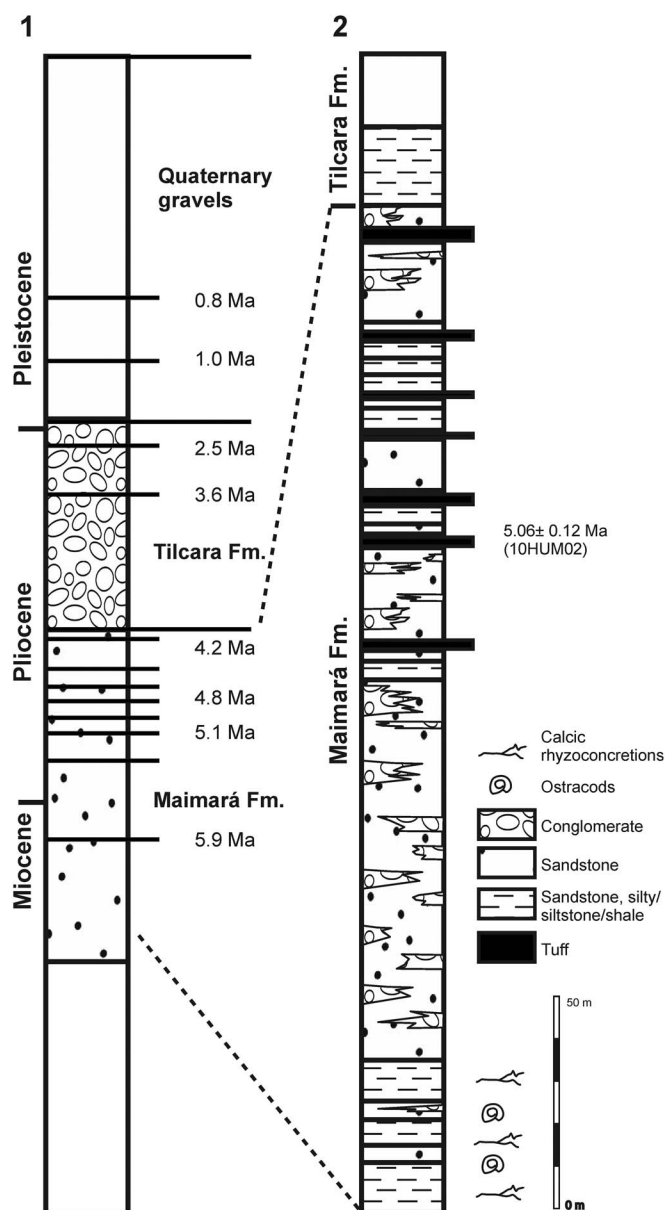 1
Pleistocene
Pliocene
Miocene
Quaternary
gravels
0.8 Ma
1.0 Ma
2.5 Ma
3.6 Ma
Tilcara Fm.
4.2 Ma
4.8 Ma
5.1 Ma
Maimará Fm.
5.9 Ma
2
Tilcara Fm.
Maimará Fm.
5.06± 0.12 Ma
(10HUM02)
Calcic
rhyzoconcretions
Ostracods
Conglomerate
Sandstone
Sandstone, silty/
siltstone/shale
Tuff
50 m
0 m